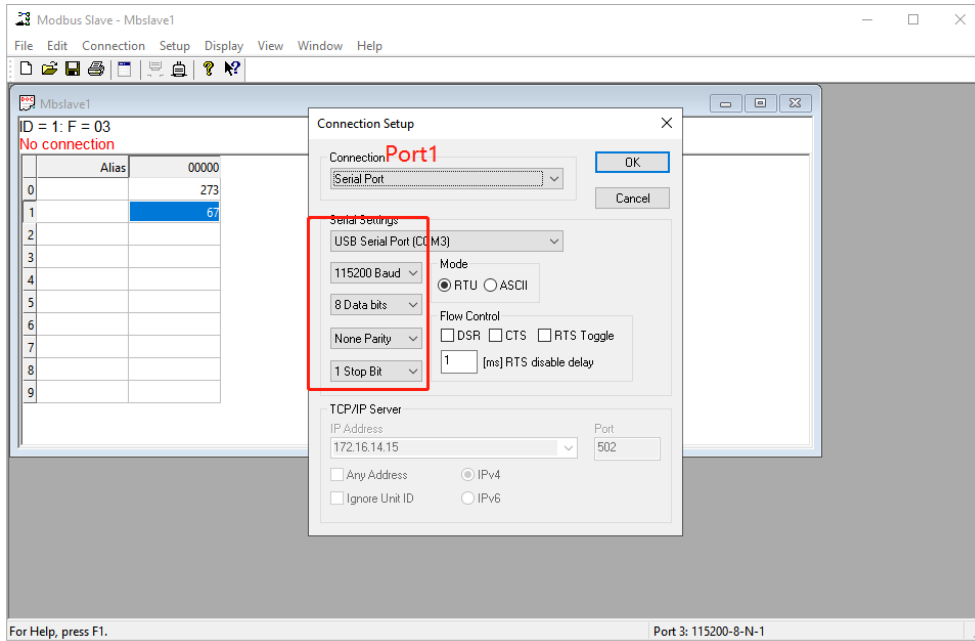 Modbus Slave - Mbslave1
File Edit Connection Setup Display View Window Help
Mbslave1
ID = 1: F = 03
No connection
Alias 00000
0 273
1 67
2
3
4
5
6
7
8
9
Connection Setup
Connection Port1
Serial Port
OK
Cancel
Serial Settings
USB Serial Port (COM3)
115200 Baud
8 Data bits
None Parity
1 Stop Bit
Mode
RTU ASCII
Flow Control
DSR CTS RTS Toggle
1 [ms] RTS disable delay
TCP/IP Server
IP Address Port
172.16.14.15 502
Any Address IPv4
Ignore Unit ID IPv6
For Help, press F1. Port 3: 115200-8-N-1